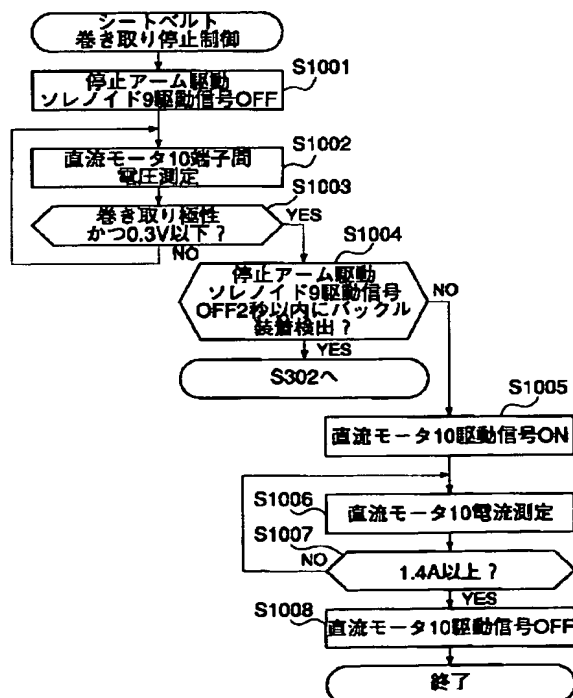 シートベルト
巻き取り停止制御
S1001
停止アーム駆動
ソレノイド9駆動信号OFF
S1002
直流モータ10端子間
電圧測定
S1003
巻き取り極性
かつ0.3V以下？
YES
NO
S1004
停止アーム駆動
ソレノイド9駆動信号
OFF2秒以内にバックル
装着検出？
NO
YES
S302へ
S1005
直流モータ10駆動信号ON
S1006
直流モータ10電流測定
S1007
NO
1.4A以上？
YES
S1008
直流モータ10駆動信号OFF
終了